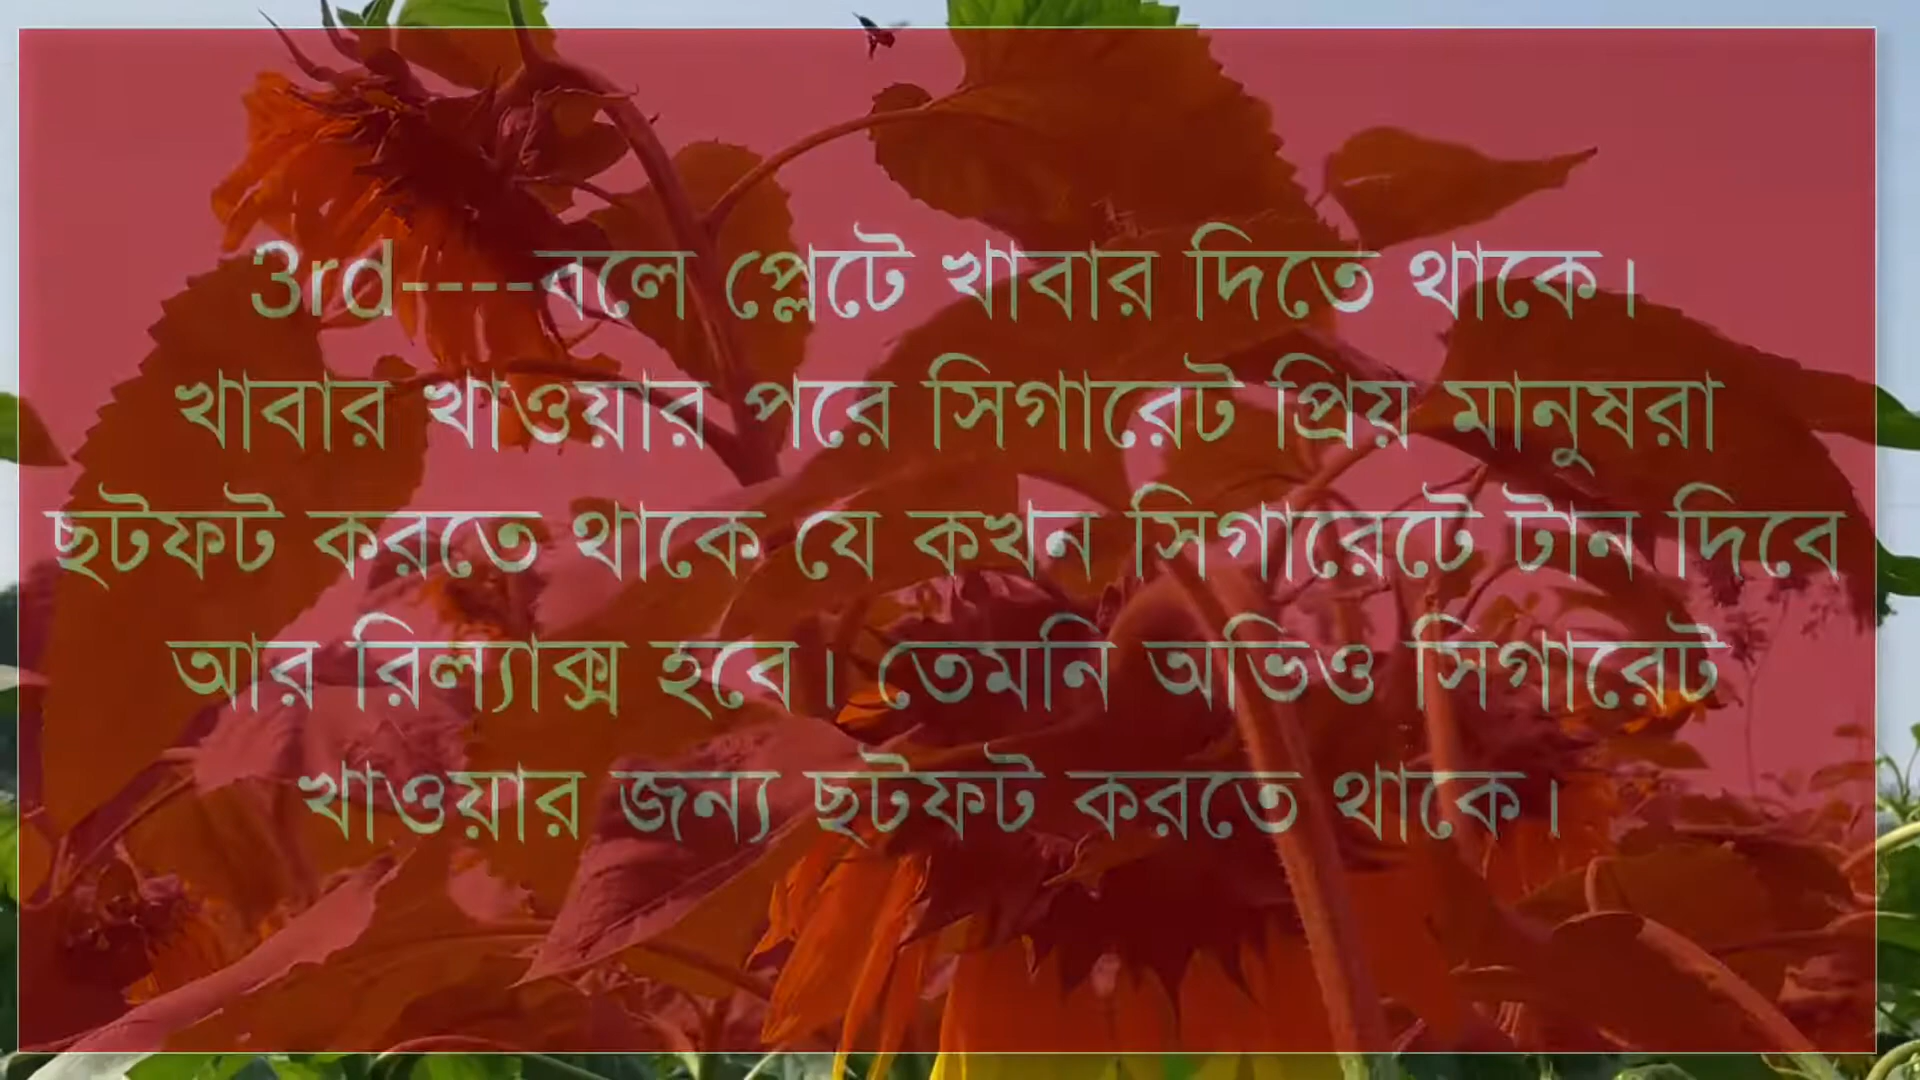 3rd----বলে প্লেটে খাবার দিতে থাকে।
খাবার খাওয়ার পরে সিগারেট প্রিয় মানুষরা
ছটফট করতে থাকে যে কখন সিগারেটে টান দিবে
আর রিল্যাক্স হবে। তেমনি অভিও সিগারেট
খাওয়ার জন্য ছটফট করতে থাকে।